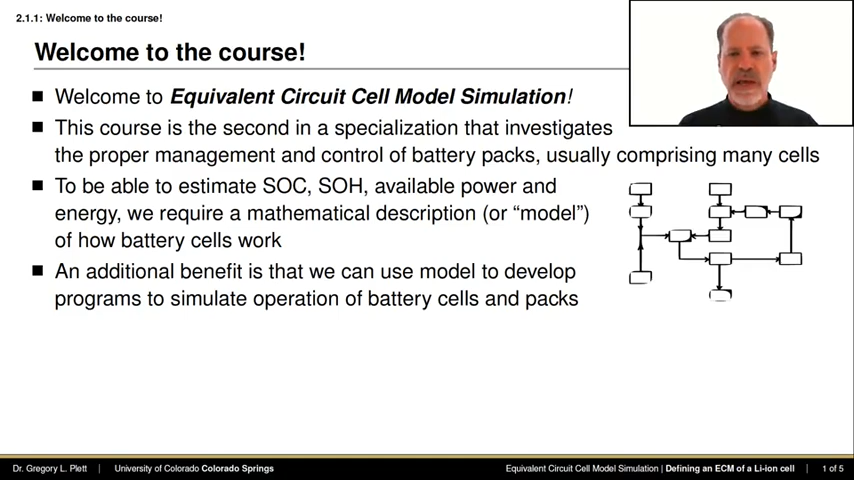 2.1.1: Welcome to the course!
Welcome to the course!
Welcome to Equivalent Circuit Cell Model Simulation!
This course is the second in a specialization that investigates
the proper management and control of battery packs, usually comprising many cells
To be able to estimate SOC, SOH, available power and
energy, we require a mathematical description (or “model”)
of how battery cells work
An additional benefit is that we can use model to develop
programs to simulate operation of battery cells and packs
Dr. Gregory L. Plett | University of Colorado Colorado Springs
Equivalent Circuit Cell Model Simulation | Defining an ECM of a Li-ion cell | 1 of 5